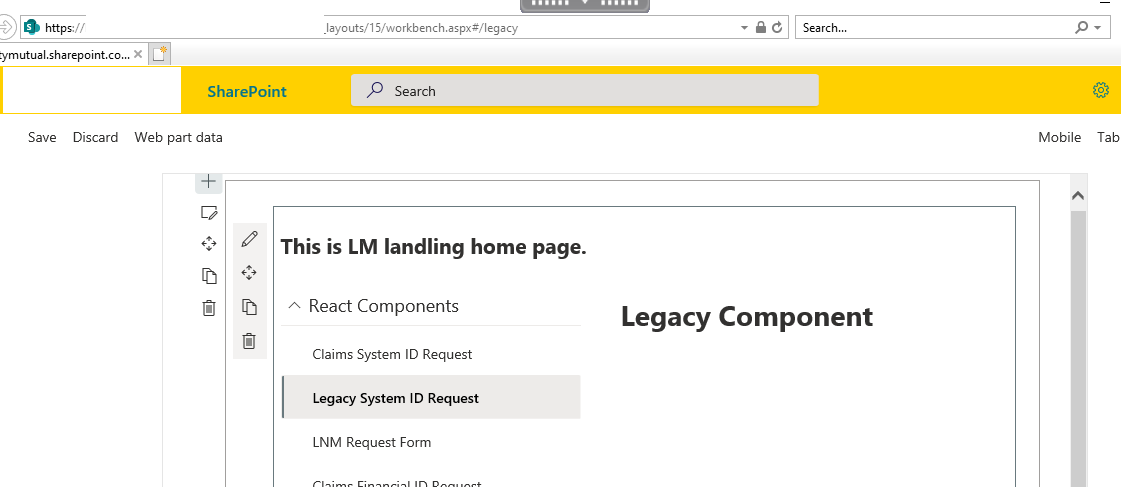 https://
_layouts/15/workbench.aspx#/legacy
Search...
tymutual.sharepoint.co...
SharePoint
Search
Save Discard Web part data
Mobile Tab
This is LM landling home page.
React Components
Legacy Component
Claims System ID Request
Legacy System ID Request
LNM Request Form
Claims Financial ID Request